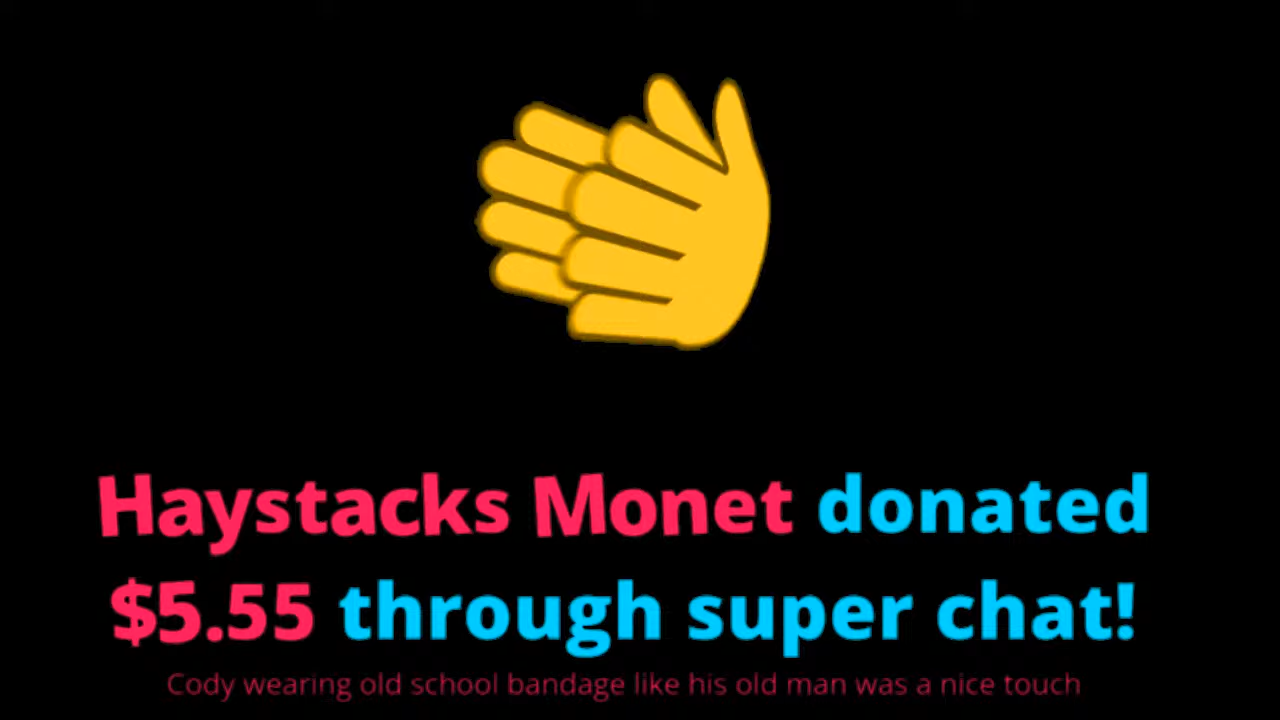 Haystacks Monet donated
$5.55 through super chat!
Cody wearing old school bandage like his old man was a nice touch